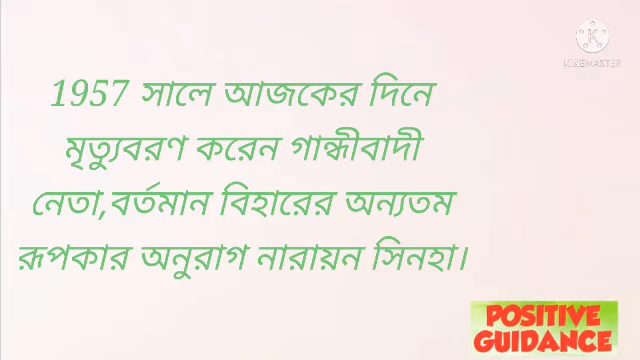 K
KINEMASTER
1957 সালে আজকের দিনে
মৃত্যুবরণ করেন গান্ধীবাদী
নেতা,বর্তমান বিহারের অন্যতম
রূপকার অনুরাগ নারায়ন সিনহা।
POSITIVE
GUIDANCE